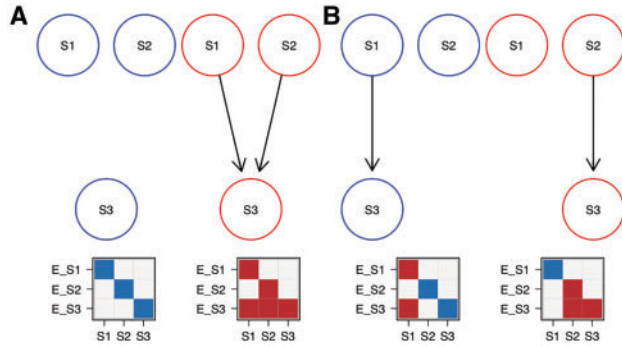 A
B
S1 S2 S1 S2 S1 S2 S1 S2
S3 S3 S3 S3
E_S1 E_S1 E_S1 E_S1
E_S2 E_S2 E_S2 E_S2
E_S3 E_S3 E_S3 E_S3
S1 S2 S3 S1 S2 S3 S1 S2 S3 S1 S2 S3